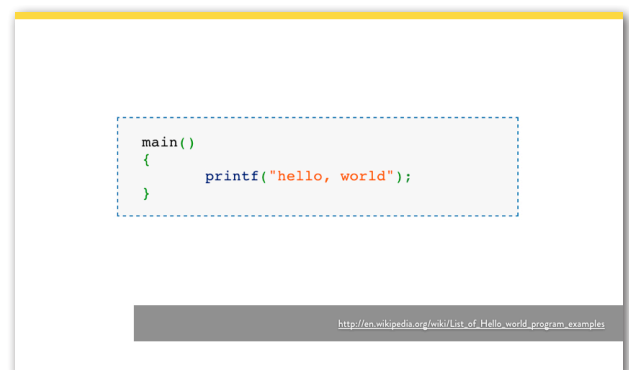 main()
{
printf("hello, world");
}
http://en.wikipedia.org/wiki/List_of_Hello_world_program_examples